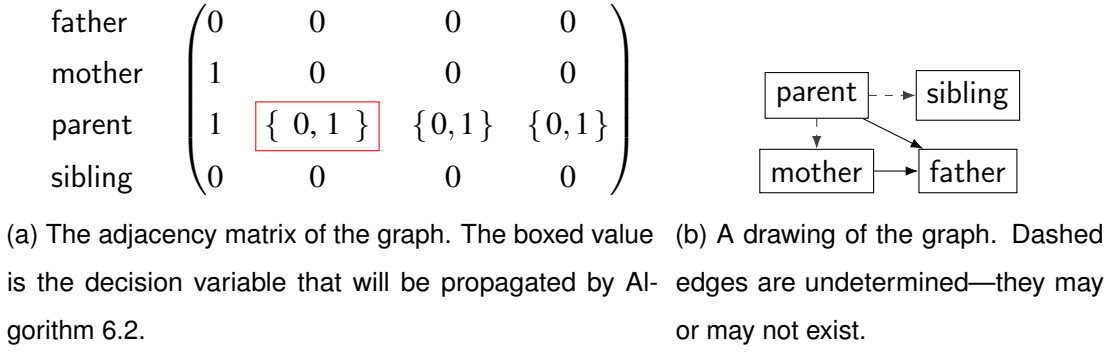 father 0 0 0 0
mother 1 0 0 0
parent 1 { 0, 1 } {0,1} {0,1}
sibling 0 0 0 0
parent sibling
mother father
(a) The adjacency matrix of the graph. The boxed value
is the decision variable that will be propagated by Al-
gorithm 6.2.
(b) A drawing of the graph. Dashed
edges are undetermined—they may
or may not exist.